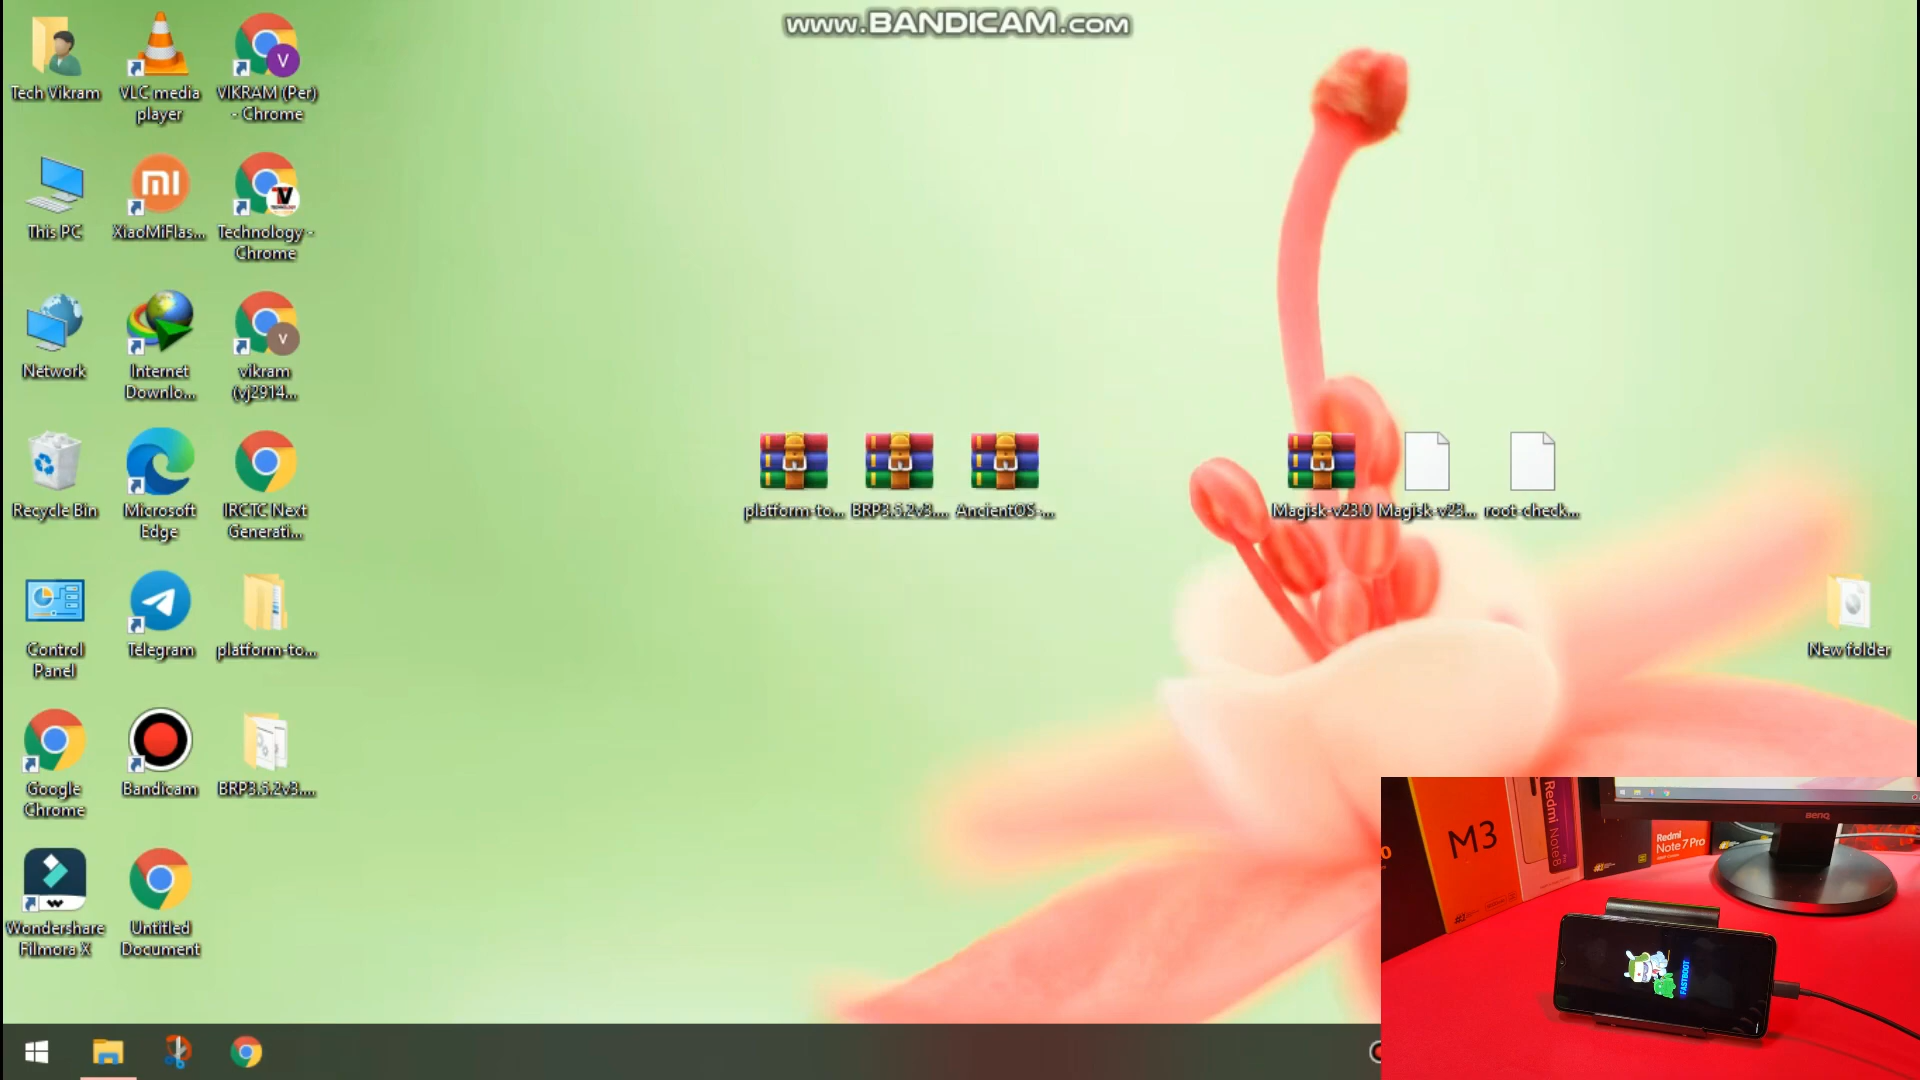 www.BANDICAM.com
Tech Vikram
VLC media
player
VIKRAM (Per)
- Chrome
V
This PC
XiaoMiFlas...
Technology -
Chrome
mi
TV
Network
Internet
Downlo...
vikram
(vj2914...
V
Recycle Bin
Microsoft
Edge
IRCTC Next
Generati...
platform-to...
BRP3.5.2v3....
AncientOS-...
Magisk-v23.0
Magisk-v23...
root-check...
Control
Panel
Telegram
platform-to...
New folder
Google
Chrome
Bandicam
BRP3.5.2v3....
Wondershare
Filmora X
Untitled
Document
M3
Redmi Note8
Redmi
Note 7 Pro
BenQ
FASTBOOT